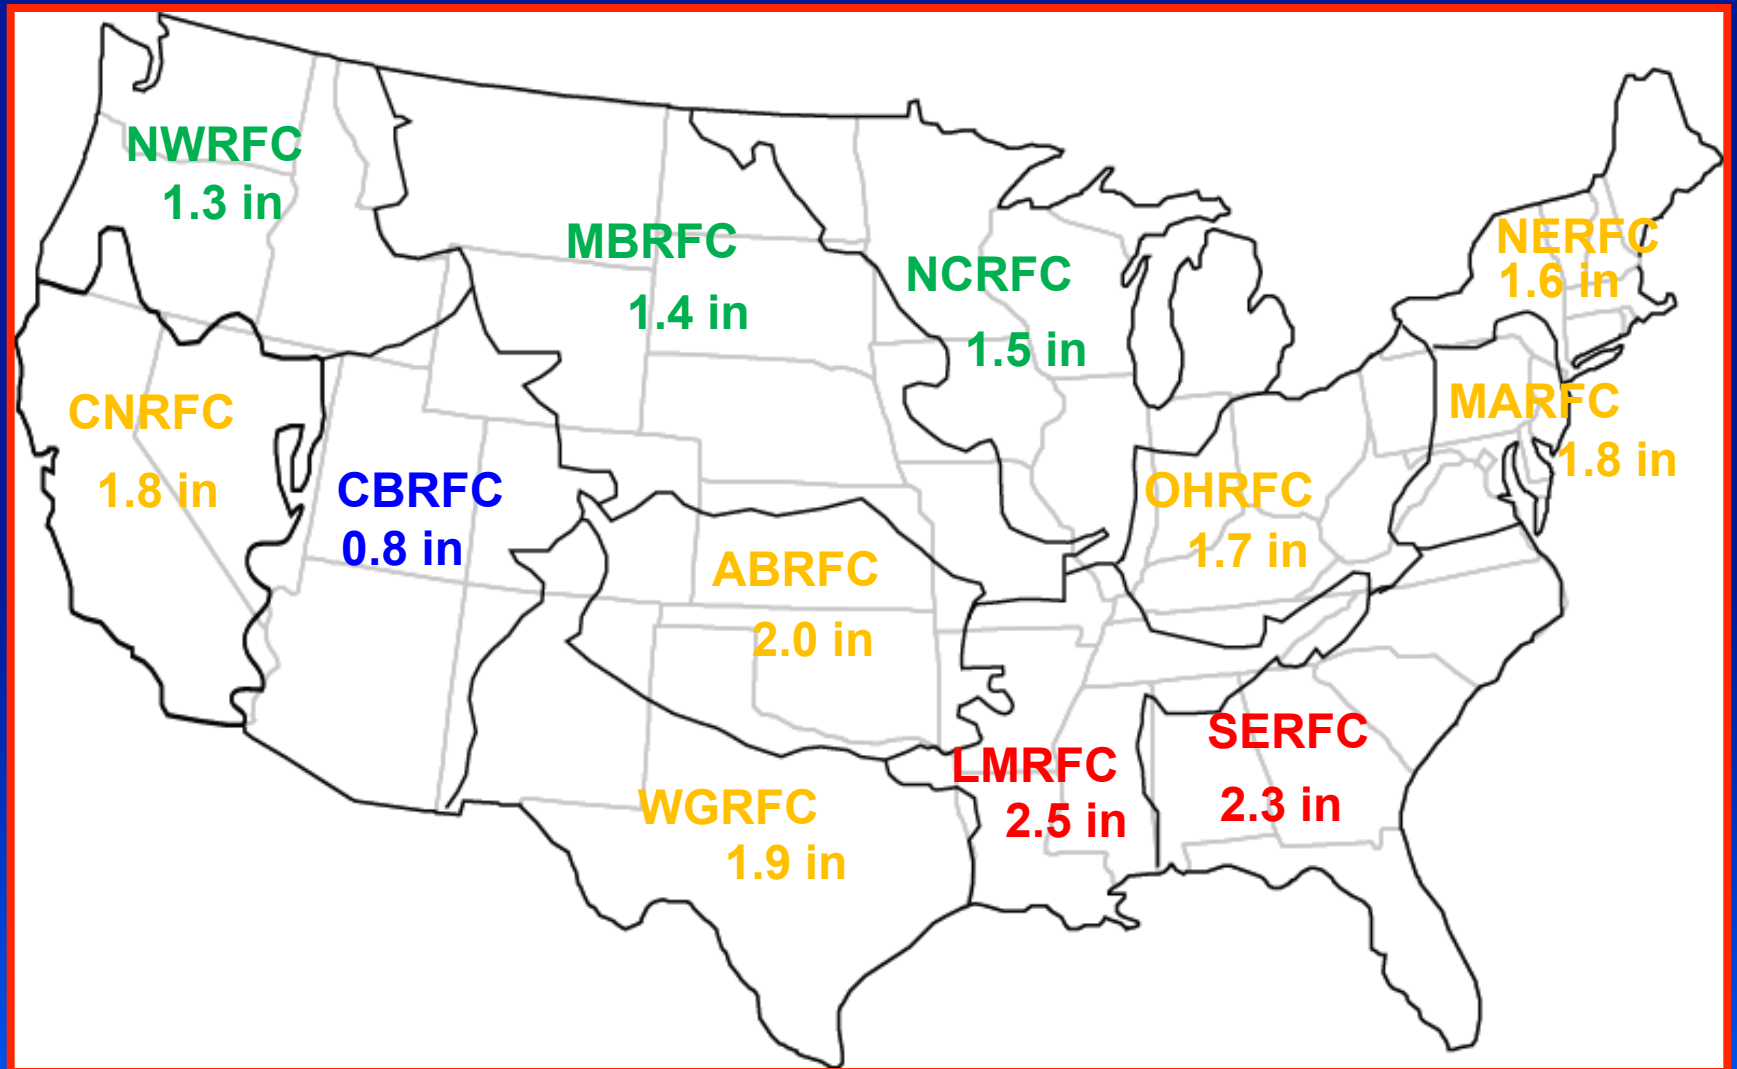 NWRFC
1.3 in
MBRFC
1.4 in
NCRFC
1.5 in
NERFC
1.6 in
CNRFC
1.8 in
CBRFC
0.8 in
MARFC
1.8 in
OHRFC
1.7 in
ABRFC
2.0 in
WGRFC
1.9 in
LMRFC
2.5 in
SERFC
2.3 in